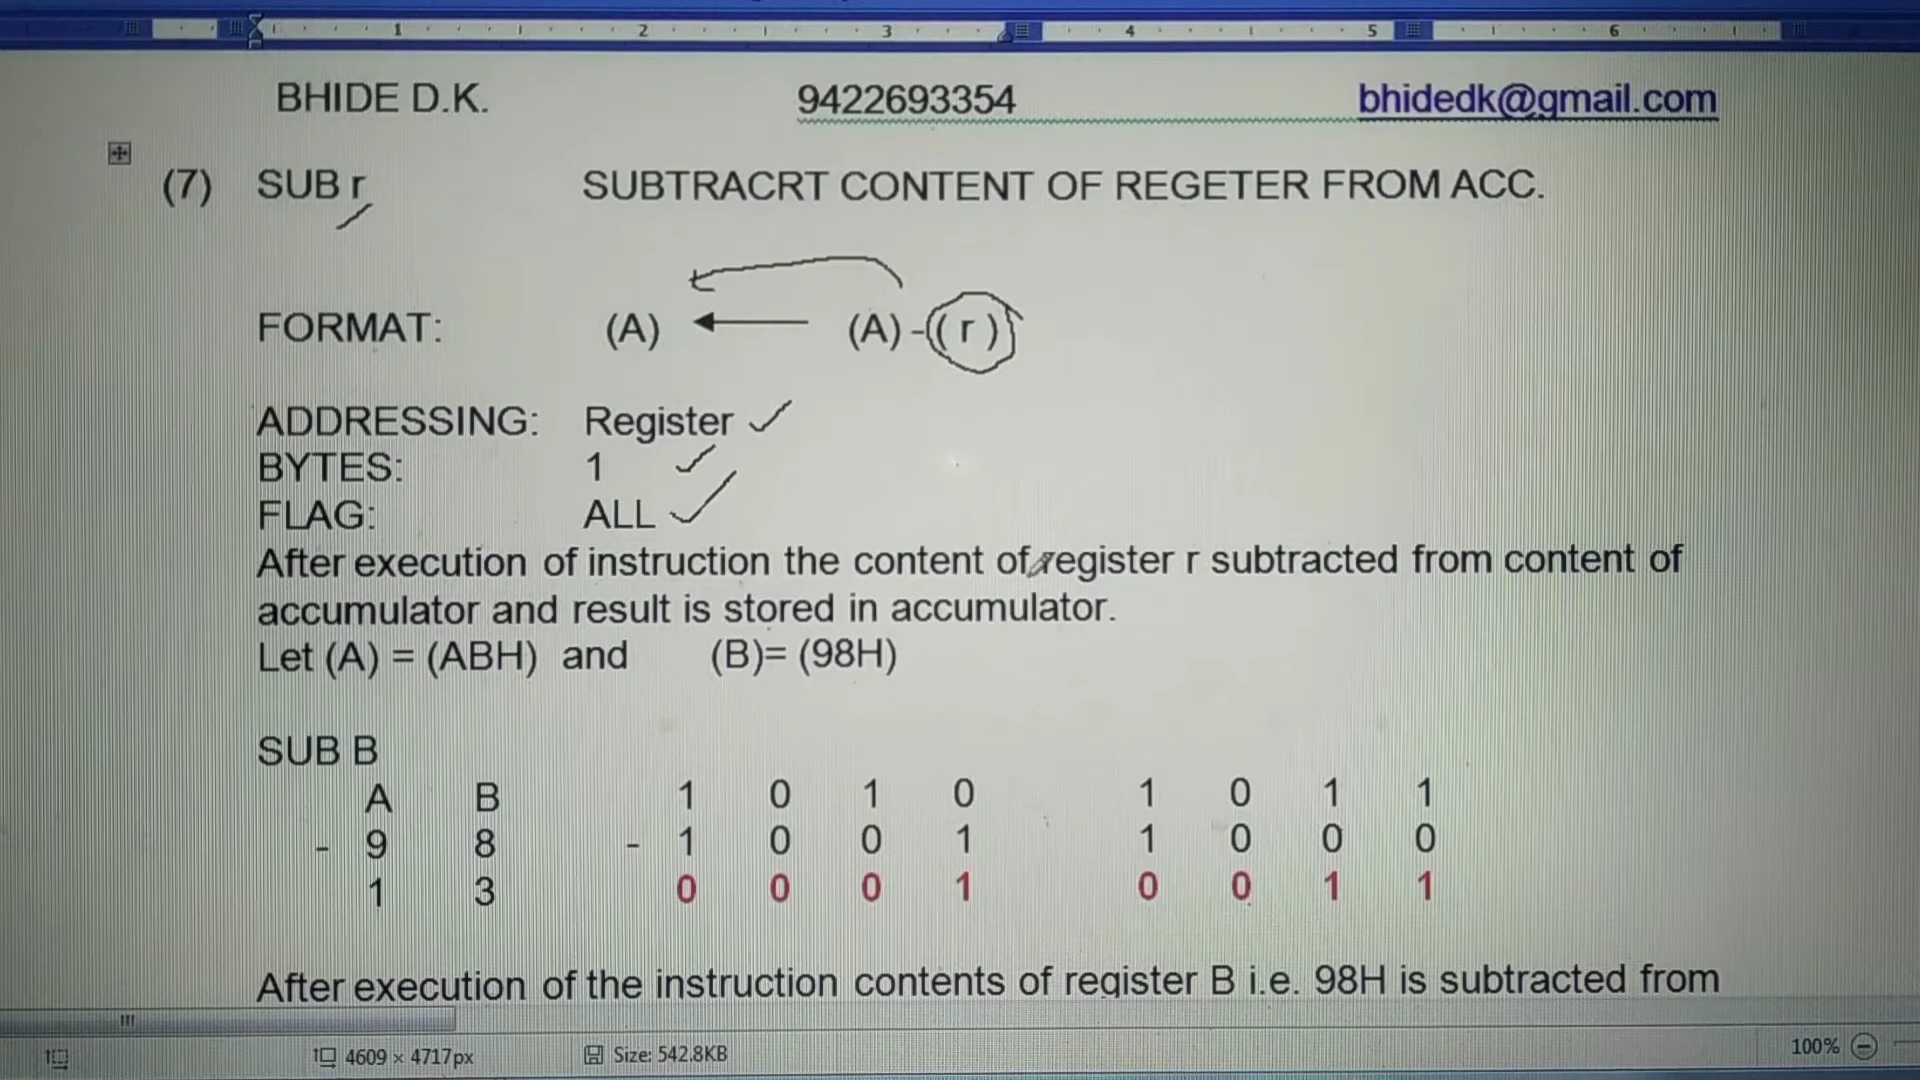 1 2 3 4 5 6
BHIDE D.K. 9422693354 bhidedk@gmail.com
(7) SUB r SUBTRACRT CONTENT OF REGETER FROM ACC.
FORMAT: (A) ← (A) -( r )
ADDRESSING: Register ✓
BYTES: 1 ✓
FLAG: ALL ✓
After execution of instruction the content of register r subtracted from content of
accumulator and result is stored in accumulator.
Let (A) = (ABH) and (B)= (98H)
SUB B
A B 1 0 1 0 1 0 1 1
- 9 8 - 1 0 0 1 1 0 0 0
1 3 0 0 0 1 0 0 1 1
After execution of the instruction contents of register B i.e. 98H is subtracted from
4609 × 4717px Size: 542.8KB 100%